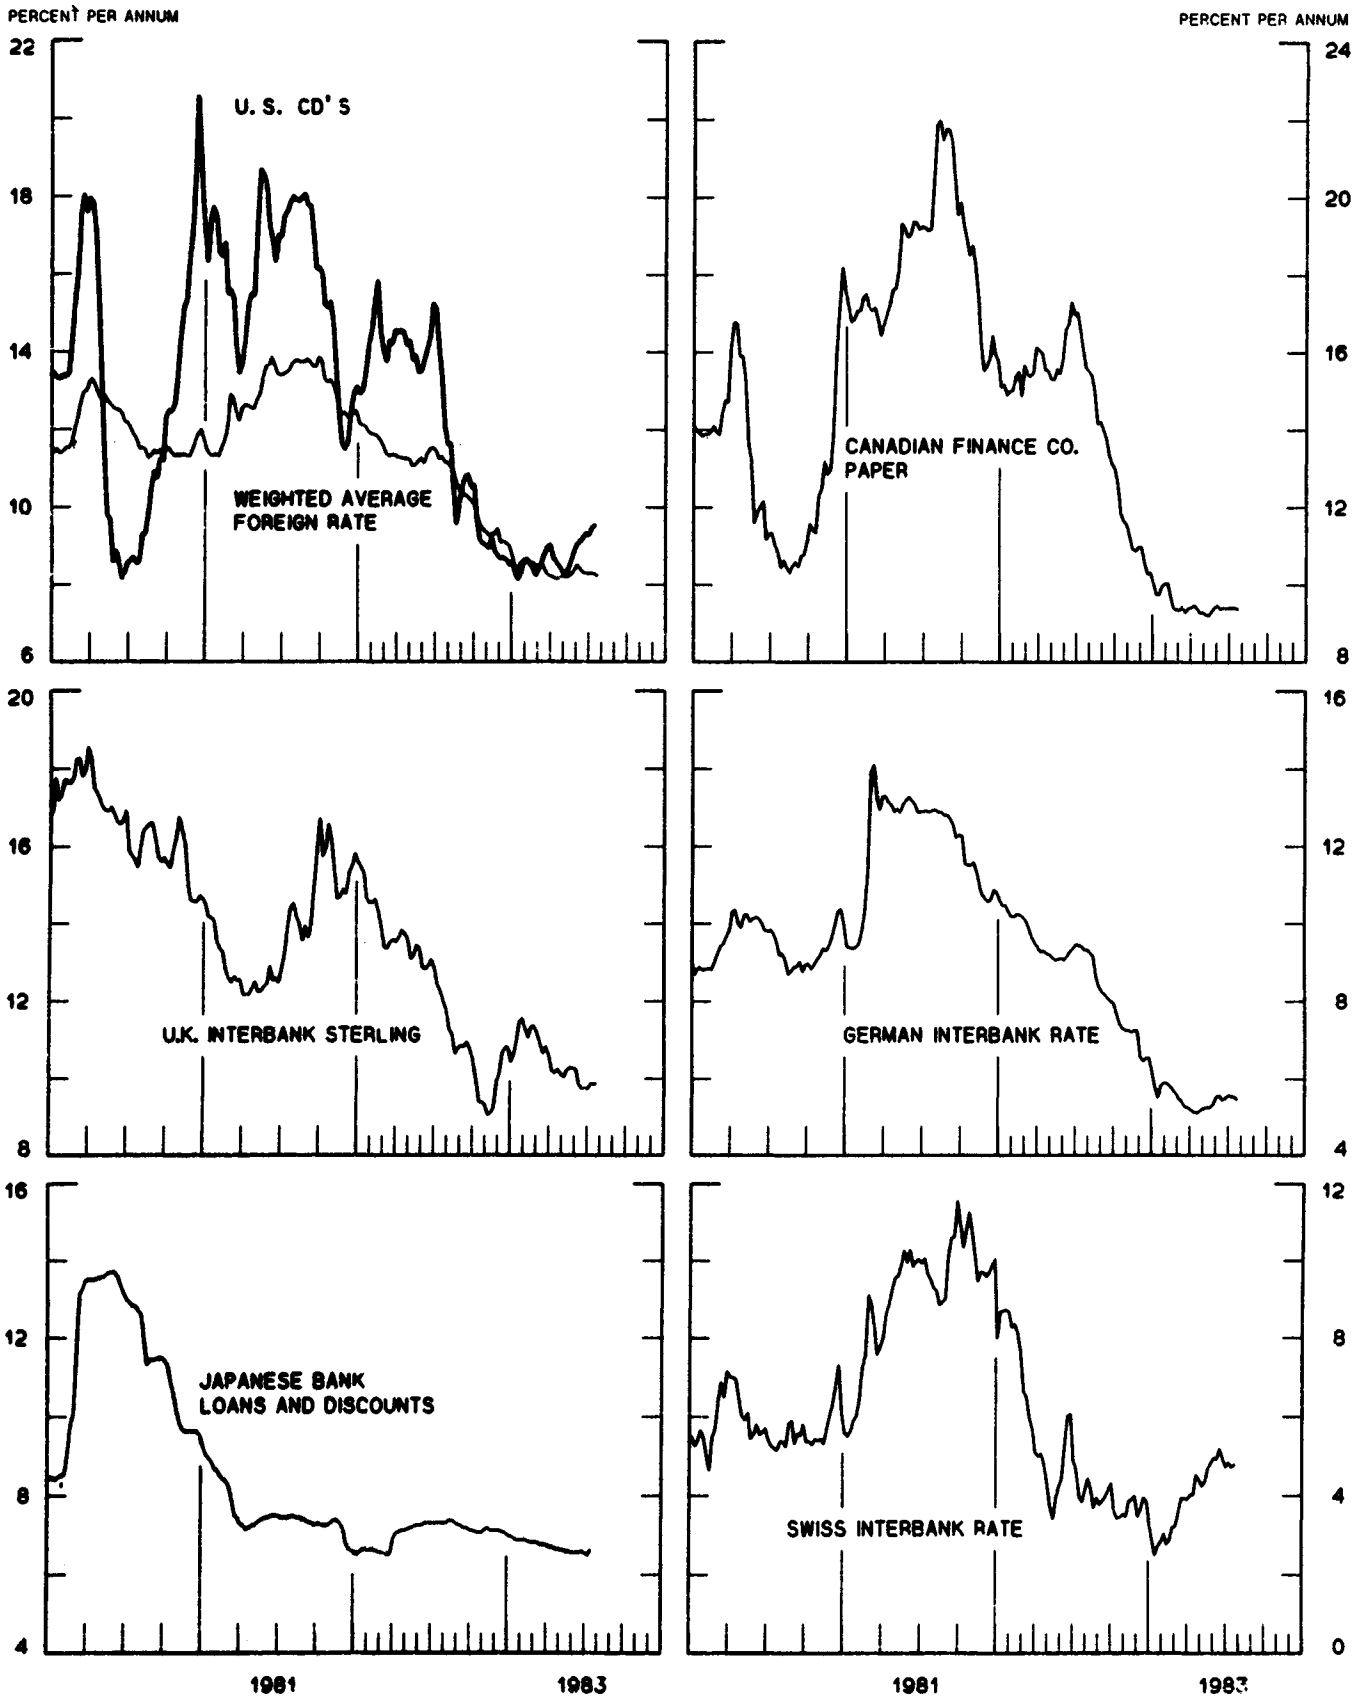 PERCENT PER ANNUM
PERCENT PER ANNUM
22
18
14
10
6
U. S. CD'S
WEIGHTED AVERAGE
FOREIGN RATE
24
20
16
12
8
CANADIAN FINANCE CO.
PAPER
20
16
12
8
U.K. INTERBANK STERLING
16
12
8
4
GERMAN INTERBANK RATE
16
12
8
4
JAPANESE BANK
LOANS AND DISCOUNTS
1981
1983
12
8
4
0
SWISS INTERBANK RATE
1981
1983